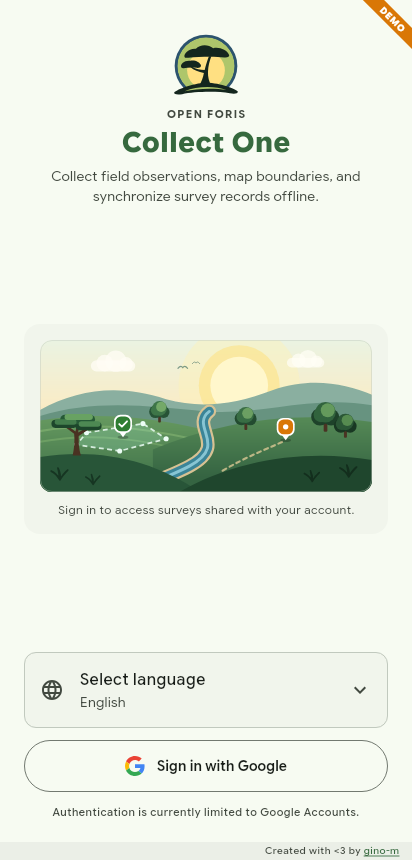 DEMO
OPEN FORIS
Collect One
Collect field observations, map boundaries, and
synchronize survey records offline.
Sign in to access surveys shared with your account.
Select language
English
Sign in with Google
Authentication is currently limited to Google Accounts.
Created with <3 by gino-m